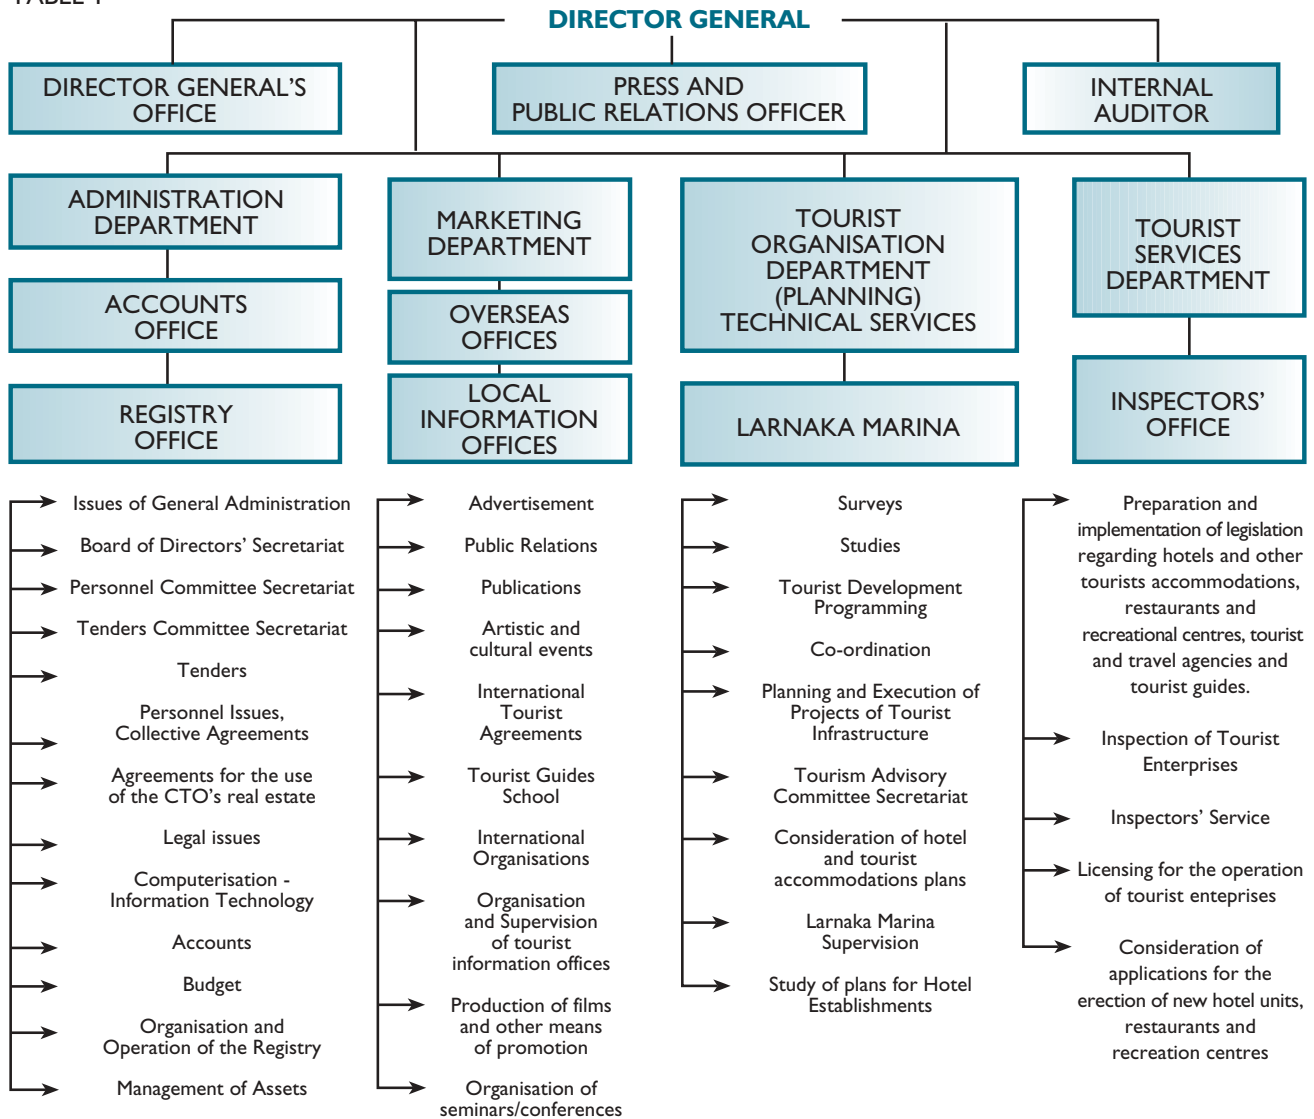 DIRECTOR GENERAL
DIRECTOR GENERAL'S
OFFICE
PRESS AND
PUBLIC RELATIONS OFFICER
INTERNAL
AUDITOR
ADMINISTRATION
DEPARTMENT
ACCOUNTS
OFFICE
REGISTRY
OFFICE
MARKETING
DEPARTMENT
OVERSEAS
OFFICES
LOCAL
INFORMATION
OFFICES
TOURIST
ORGANISATION
DEPARTMENT
(PLANNING)
TECHNICAL SERVICES
LARNAKA MARINA
TOURIST
SERVICES
DEPARTMENT
INSPECTORS'
OFFICE
Issues of General Administration
Board of Directors' Secretariat
Personnel Committee Secretariat
Tenders Committee Secretariat
Tenders
Personnel Issues,
Collective Agreements
Agreements for the use
of the CTO's real estate
Legal issues
Computerisation -
Information Technology
Accounts
Budget
Organisation and
Operation of the Registry
Management of Assets
Advertisement
Public Relations
Publications
Artistic and
cultural events
International
Tourist
Agreements
Tourist Guides
School
International
Organisations
Organisation
and Supervision
of tourist
information offices
Production of films
and other means
of promotion
Organisation of
seminars/conferences
Surveys
Studies
Tourist Development
Programming
Co-ordination
Planning and Execution of
Projects of Tourist
Infrastructure
Tourism Advisory
Committee Secretariat
Consideration of hotel
and tourist
accommodations plans
Larnaka Marina
Supervision
Study of plans for Hotel
Establishments
Preparation and
implementation of legislation
regarding hotels and other
tourists accommodations,
restaurants and
recreational centres, tourist
and travel agencies and
tourist guides.
Inspection of Tourist
Enterprises
Inspectors' Service
Licensing for the operation
of tourist enteprises
Consideration of
applications for the
erection of new hotel units,
restaurants and
recreation centres